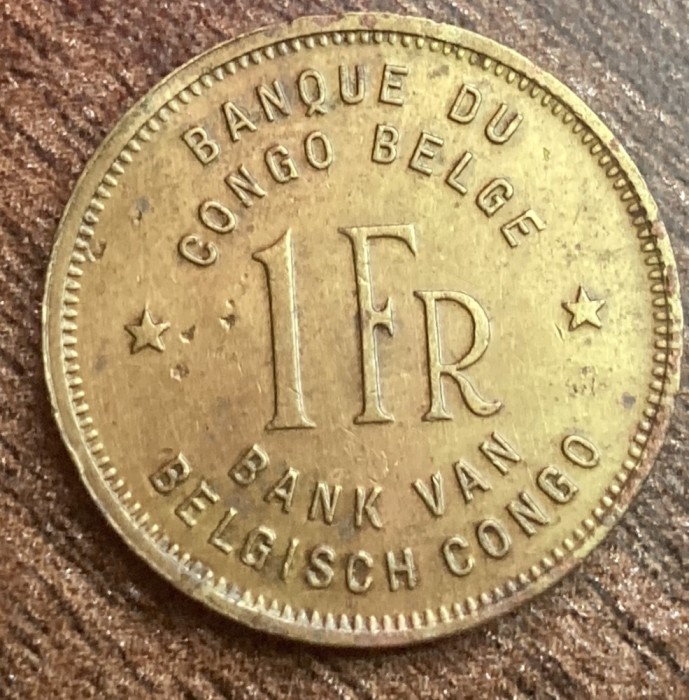 BANQUE DU
CONGO BELGE
1 FR
BANK VAN
BELGISCH CONGO